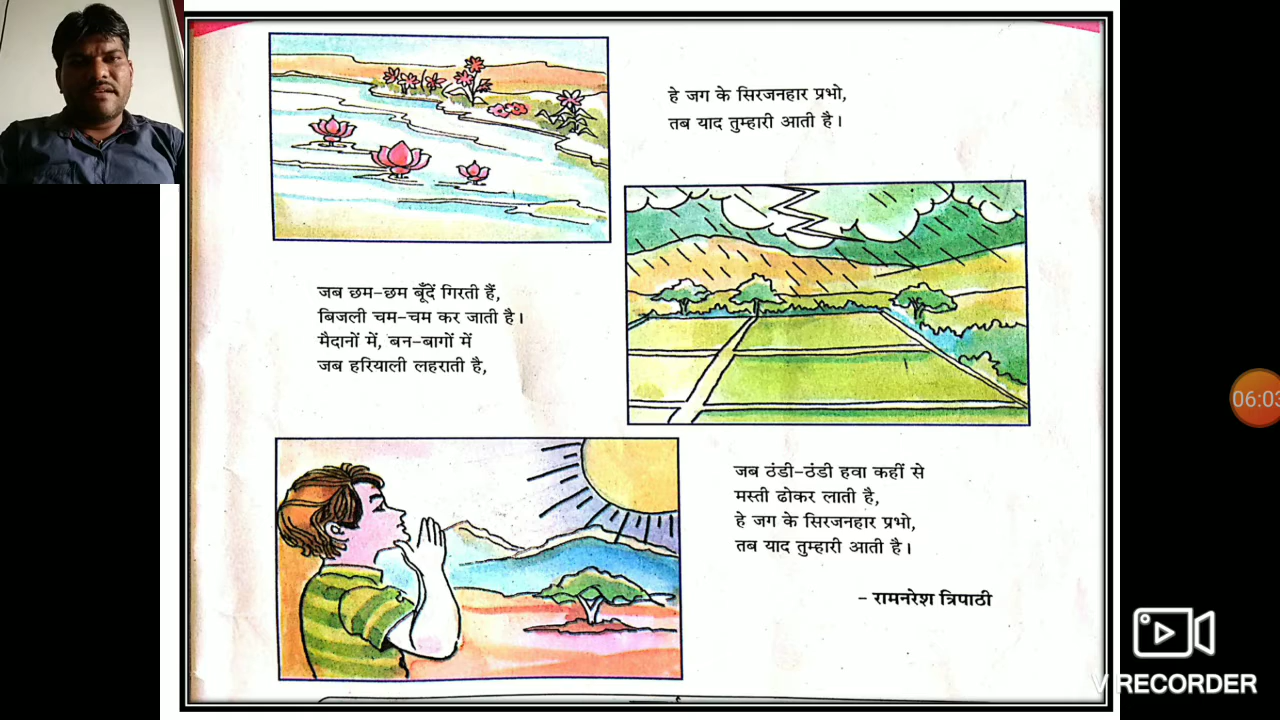 हे जग के सिरजनहार प्रभो,
तब याद तुम्हारी आती है।
जब छम-छम बूँदें गिरती हैं,
बिजली चम-चम कर जाती है।
मैदानों में, बन-बागों में
जब हरियाली लहराती है,
जब ठंडी-ठंडी हवा कहीं से
मस्ती ढोकर लाती है,
हे जग के सिरजनहार प्रभो,
तब याद तुम्हारी आती है।
- रामनरेश त्रिपाठी
06:03
V RECORDER